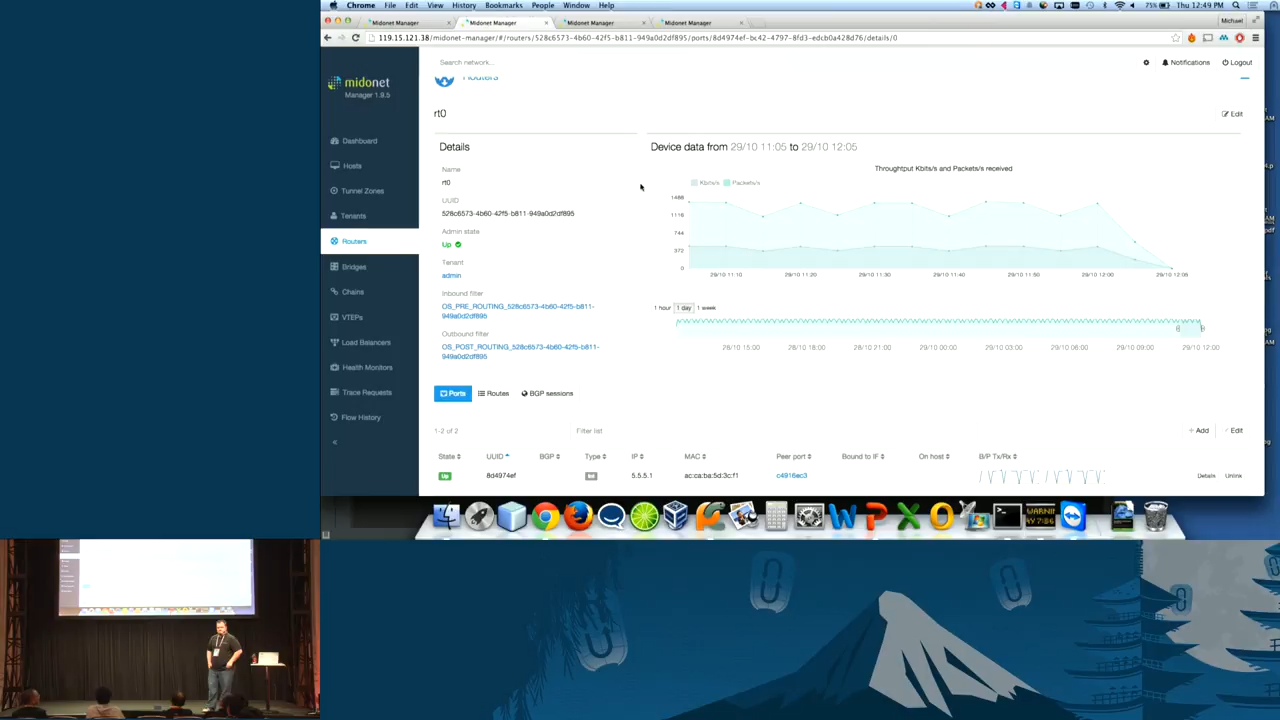 Chrome File Edit View History Bookmarks People Window Help
75% Thu 12:49 PM
Midonet Manager
Midonet Manager
Midonet Manager
Midonet Manager
Michael
119.15.121.38/midonet-manager/#/routers/528c6573-4b60-42f5-b811-949a0d2df895/ports/8d4974ef-bc42-4797-8fd3-edcb0a428d76/details/0
midonet
Manager 1.9.5
Search network...
Notifications
Logout
Dashboard
Hosts
Tunnel Zones
Tenants
Routers
Bridges
Chains
VTEPs
Load Balancers
Health Monitors
Trace Requests
Flow History
Routers
rt0
Edit
Details
Name
rt0
UUID
528c6573-4b60-42f5-b811-949a0d2df895
Admin state
Up
Tenant
admin
Inbound filter
OS_PRE_ROUTING_528c6573-4b60-42f5-b811-
949a0d2df895
Outbound filter
OS_POST_ROUTING_528c6573-4b60-42f5-b811-
949a0d2df895
Device data from 29/10 11:05 to 29/10 12:05
Throughtput Kbits/s and Packets/s received
Kbits/s Packets/s
1488
1116
744
372
0
29/10 11:10 29/10 11:20 29/10 11:30 29/10 11:40 29/10 11:50 29/10 12:00 29/10 12:05
1 hour 1 day 1 week
28/10 15:00 28/10 18:00 28/10 21:00 29/10 00:00 29/10 03:00 29/10 06:00 29/10 09:00 29/10 12:00
Ports Routes BGP sessions
1-2 of 2 Filter list + Add Edit
State UUID BGP Type IP MAC Peer port Bound to IF On host B/P Tx/Rx
Up 8d4974ef Int 5.5.5.1 ac:ca:ba:5d:3c:f1 c4916ec3 Details Unlink